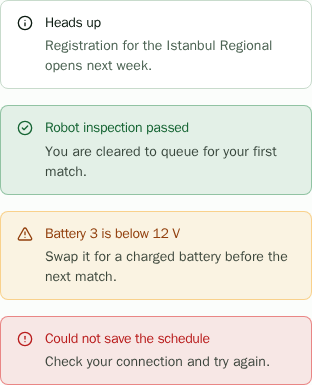 Heads up
Registration for the Istanbul Regional
opens next week.
Robot inspection passed
You are cleared to queue for your first
match.
Battery 3 is below 12 V
Swap it for a charged battery before the
next match.
Could not save the schedule
Check your connection and try again.